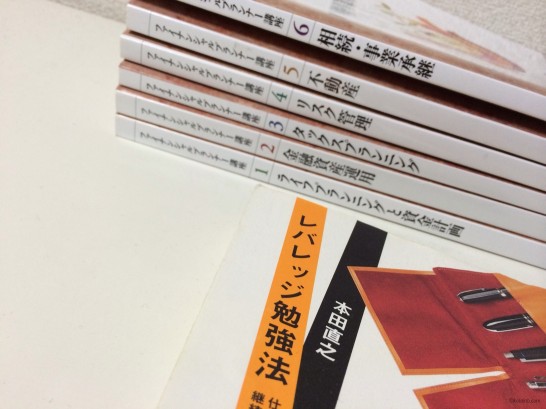 ファイナンシャルプランナー講座 6 相続・事業承継
ファイナンシャルプランナー講座 5 不動産
ファイナンシャルプランナー講座 4 リスク管理
ファイナンシャルプランナー講座 3 タックスプランニング
ファイナンシャルプランナー講座 2 金融資産運用
ファイナンシャルプランナー講座 1 ライフプランニングと資金計画
本田直之
レバレッジ勉強法
仕
継続